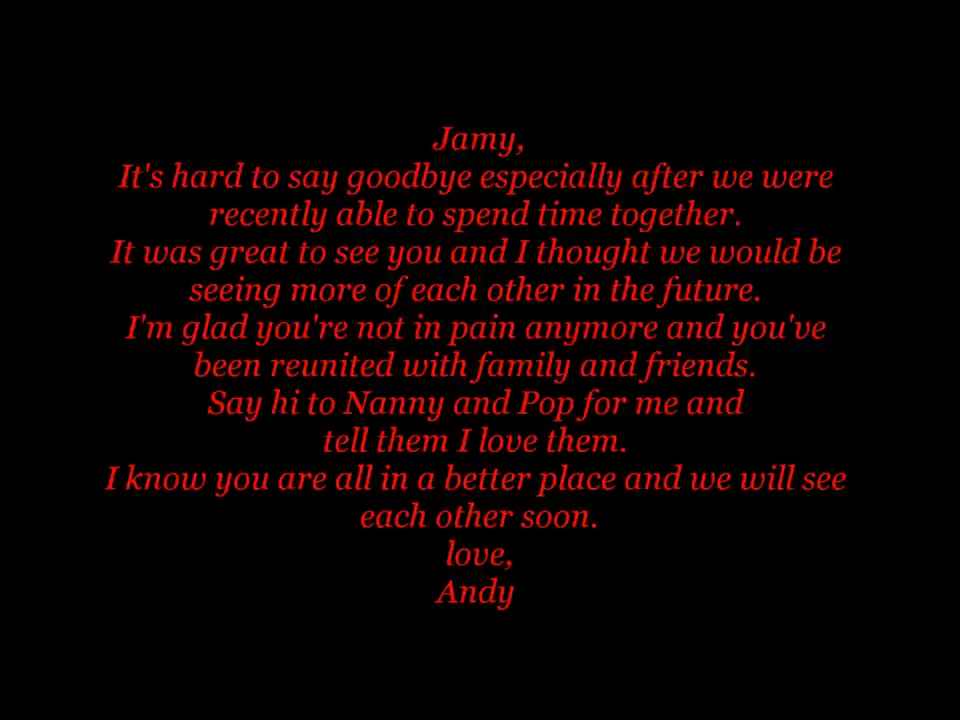 Jamy,
It's hard to say goodbye especially after we were
recently able to spend time together.
It was great to see you and I thought we would be
seeing more of each other in the future.
I'm glad you're not in pain anymore and you've
been reunited with family and friends.
Say hi to Nanny and Pop for me and
tell them I love them.
I know you are all in a better place and we will see
each other soon.
love,
Andy